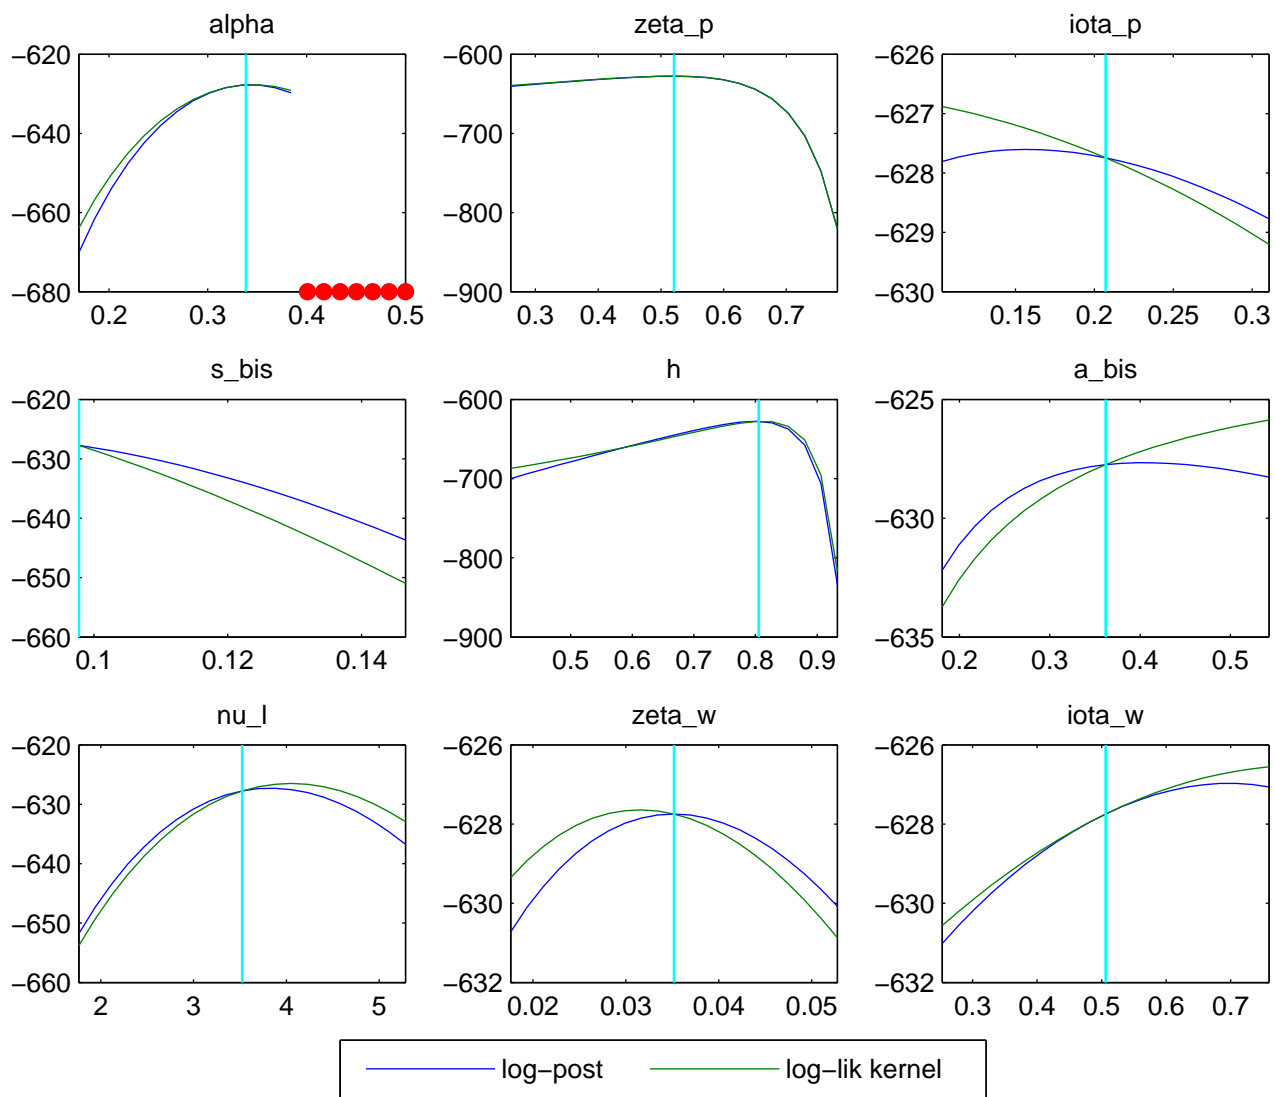 alpha
zeta_p
iota_p
−620
−640
−660
−680
0.2 0.3 0.4 0.5
−600
−700
−800
−900
0.3 0.4 0.5 0.6 0.7
−626
−627
−628
−629
−630
0.15 0.2 0.25 0.3
s_bis
h
a_bis
−620
−630
−640
−650
−660
0.1 0.12 0.14
−600
−700
−800
−900
0.5 0.6 0.7 0.8 0.9
−625
−630
−635
0.2 0.3 0.4 0.5
nu_l
zeta_w
iota_w
−620
−630
−640
−650
−660
2 3 4 5
−626
−628
−630
−632
0.02 0.03 0.04 0.05
−626
−628
−630
−632
0.3 0.4 0.5 0.6 0.7
log−post
log−lik kernel